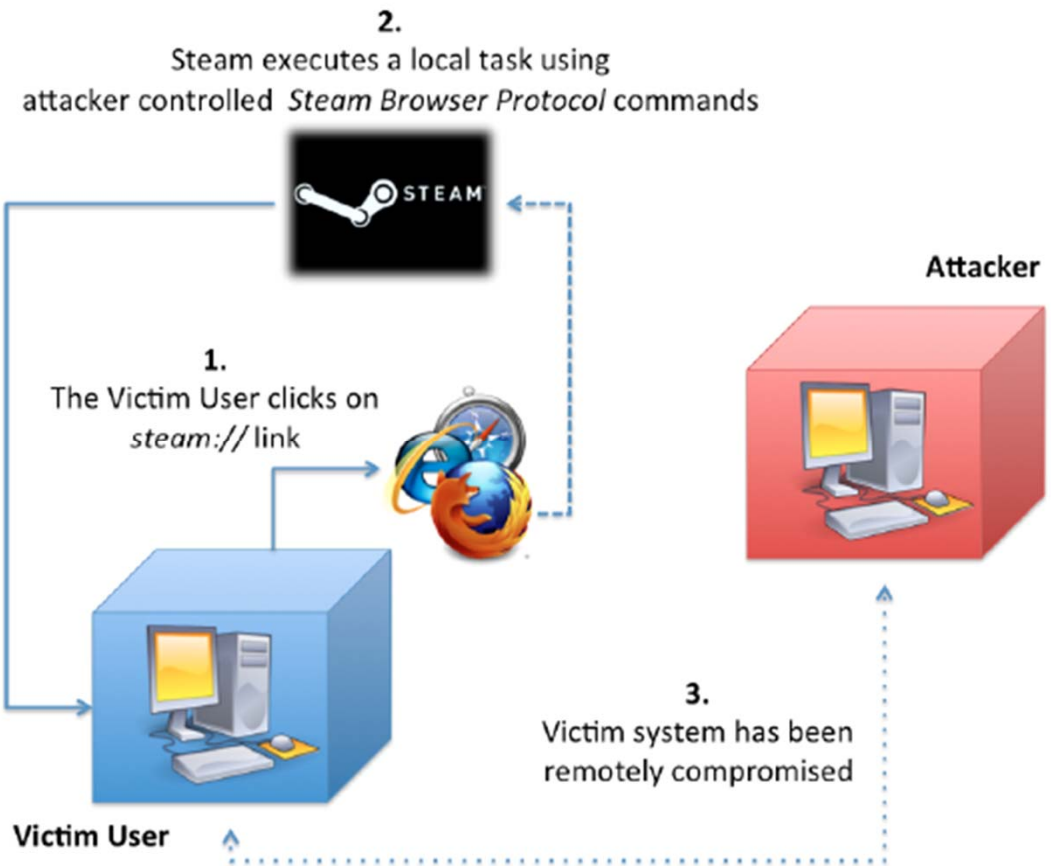 2.
Steam executes a local task using
attacker controlled Steam Browser Protocol commands
STEAM
Attacker
1.
The Victim User clicks on
steam:// link
3.
Victim system has been
remotely compromised
Victim User